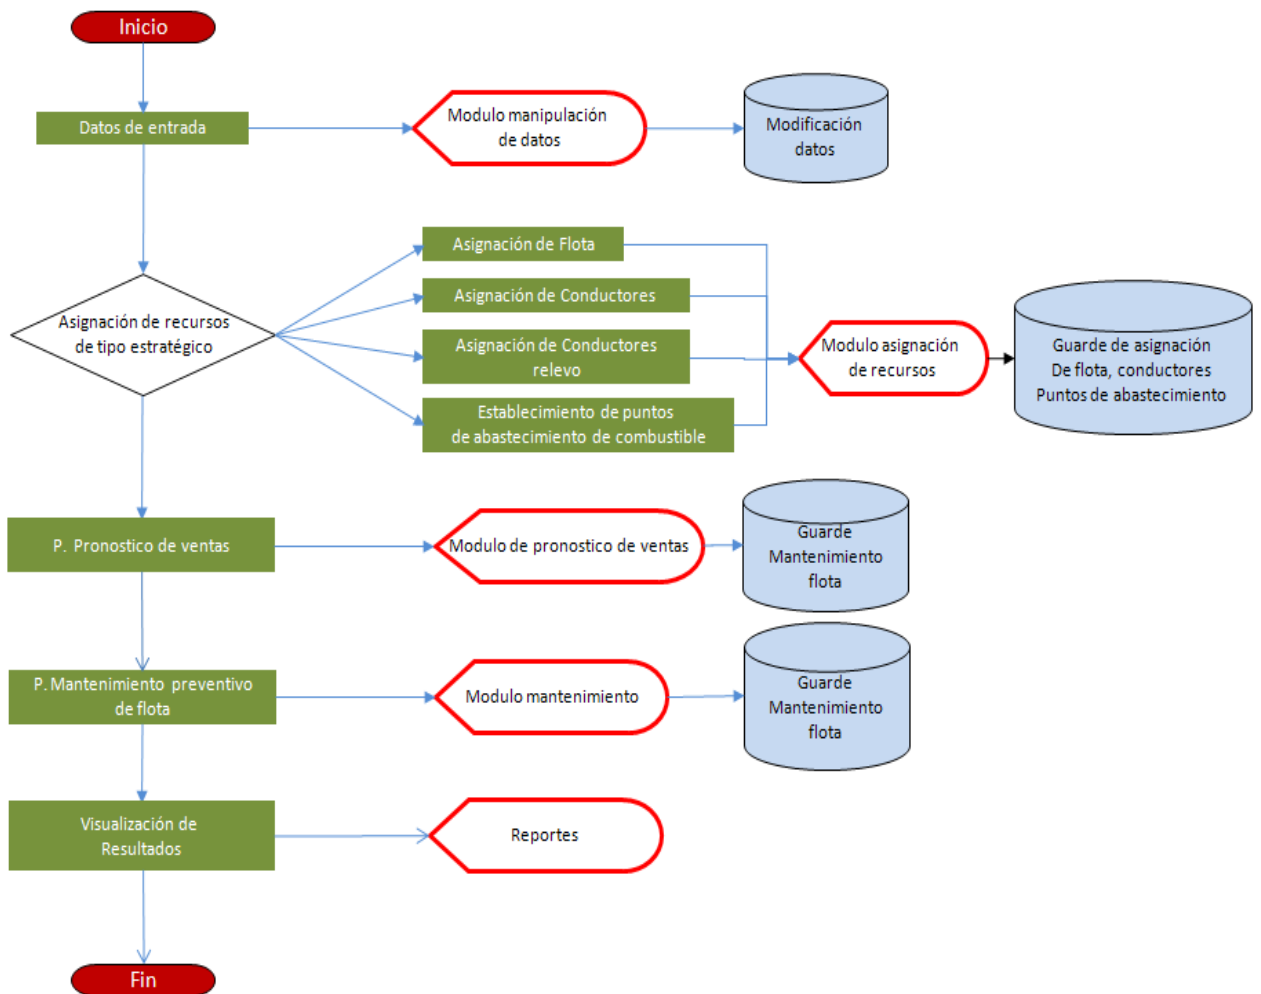 Inicio
Datos de entrada
Modulo manipulación
de datos
Modificación
datos
Asignación de recursos
de tipo estratégico
Asignación de Flota
Asignación de Conductores
Asignación de Conductores
relevo
Establecimiento de puntos
de abastecimiento de combustible
Modulo asignación
de recursos
Guarde de asignación
De flota, conductores
Puntos de abastecimiento
P. Pronostico de ventas
Modulo de pronostico de ventas
Guarde
Mantenimiento
flota
P. Mantenimiento preventivo
de flota
Modulo mantenimiento
Guarde
Mantenimiento
flota
Visualización de
Resultados
Reportes
Fin